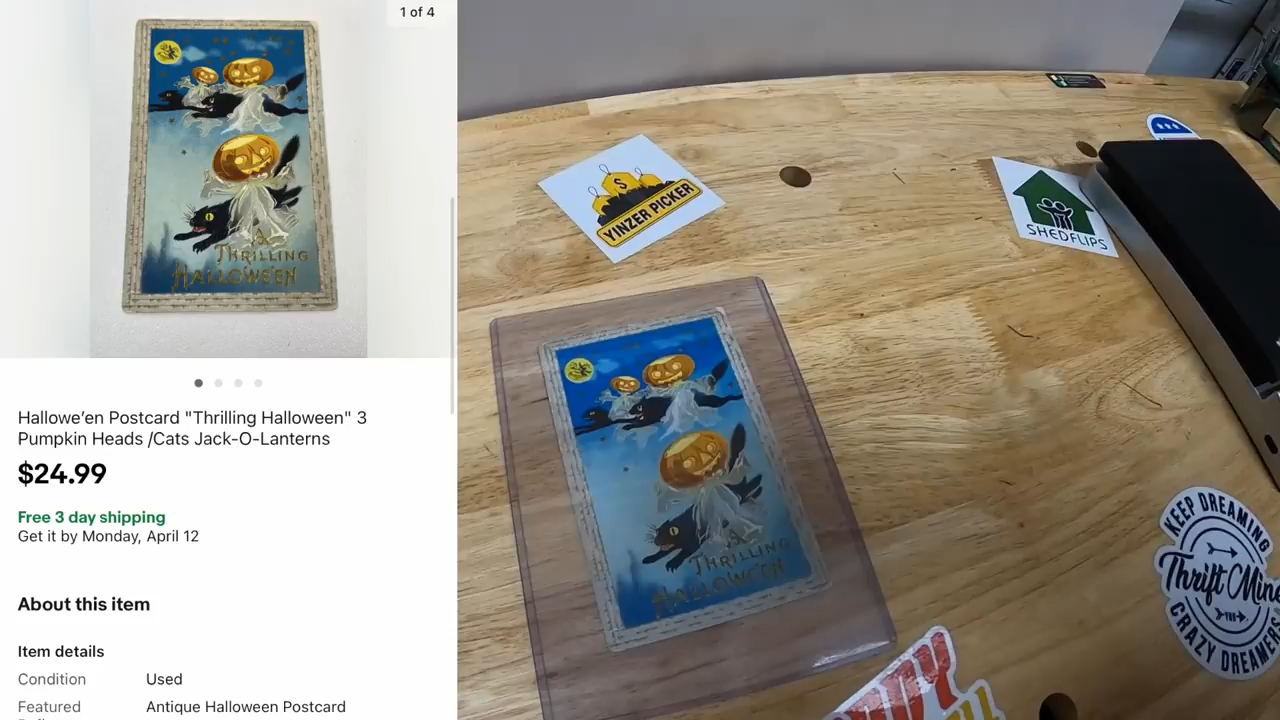 1 of 4
A
THRILLING
HALLOWE'EN
Hallowe'en Postcard "Thrilling Halloween" 3
Pumpkin Heads /Cats Jack-O-Lanterns
$24.99
Free 3 day shipping
Get it by Monday, April 12
About this item
Item details
Condition Used
Featured Antique Halloween Postcard
$
YINZER PICKER
SHEDFLIPS
A
THRILLING
HALLOWE'EN
KEEP DREAMING
Thrift Mine
YOU
CRAZY DREAMERS